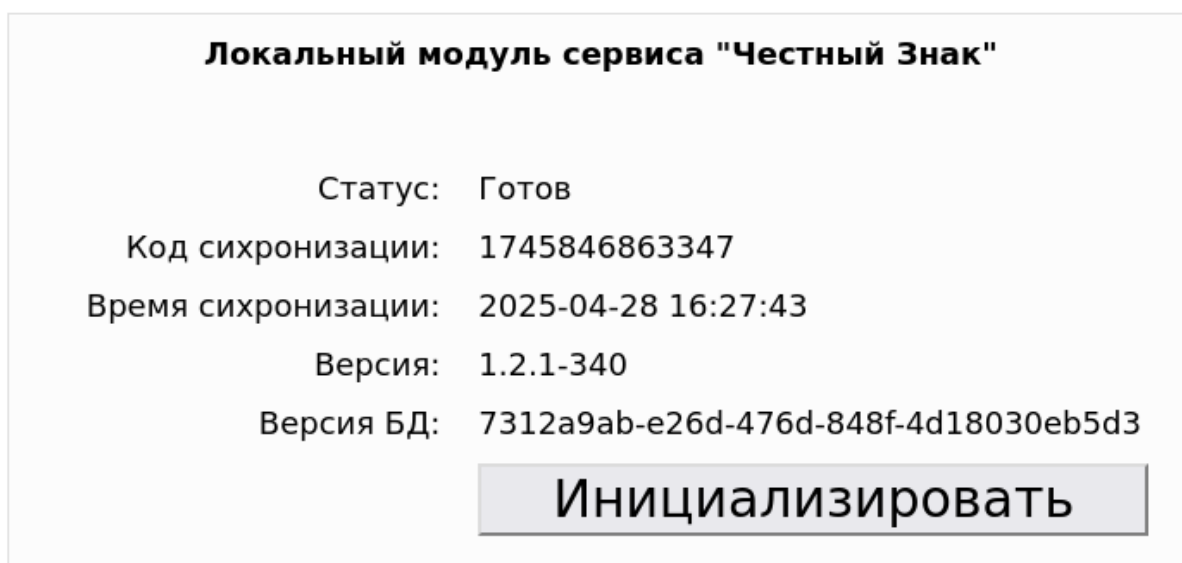 Локальный модуль сервиса "Честный Знак"
Статус: Готов
Код сихронизации: 1745846863347
Время сихронизации: 2025-04-28 16:27:43
Версия: 1.2.1-340
Версия БД: 7312a9ab-e26d-476d-848f-4d18030eb5d3
Инициализировать